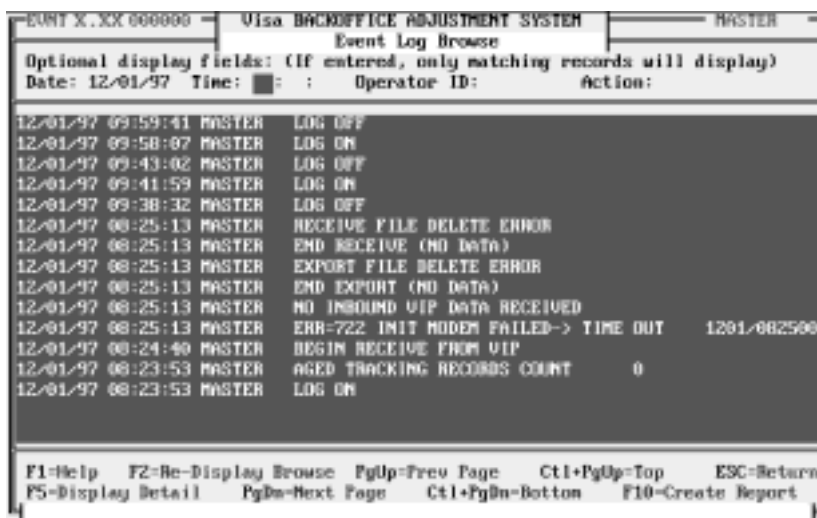 EVNT X.XX 000000 Visa BACKOFFICE ADJUSTMENT SYSTEM MASTER
Event Log Browse
Optional display fields: (If entered, only matching records will display)
Date: 12/01/97 Time: : : Operator ID: Action:
12/01/97 09:59:41 MASTER LOG OFF
12/01/97 09:58:07 MASTER LOG ON
12/01/97 09:43:02 MASTER LOG OFF
12/01/97 09:41:59 MASTER LOG ON
12/01/97 09:38:32 MASTER LOG OFF
12/01/97 08:25:13 MASTER RECEIVE FILE DELETE ERROR
12/01/97 08:25:13 MASTER END RECEIVE (NO DATA)
12/01/97 08:25:13 MASTER EXPORT FILE DELETE ERROR
12/01/97 08:25:13 MASTER END EXPORT (NO DATA)
12/01/97 08:25:13 MASTER NO INBOUND VIP DATA RECEIVED
12/01/97 08:25:13 MASTER ERR=722 INIT MODEM FAILED-> TIME OUT 1201/082500
12/01/97 08:24:40 MASTER BEGIN RECEIVE FROM VIP
12/01/97 08:23:53 MASTER AGED TRACKING RECORDS COUNT 0
12/01/97 08:23:53 MASTER LOG ON
F1=Help F2=Re-Display Browse PgUp=Prev Page Ctl+PgUp=Top ESC=Return
F5-Display Detail PgDn=Next Page Ctl+PgDn=Bottom F10-Create Report